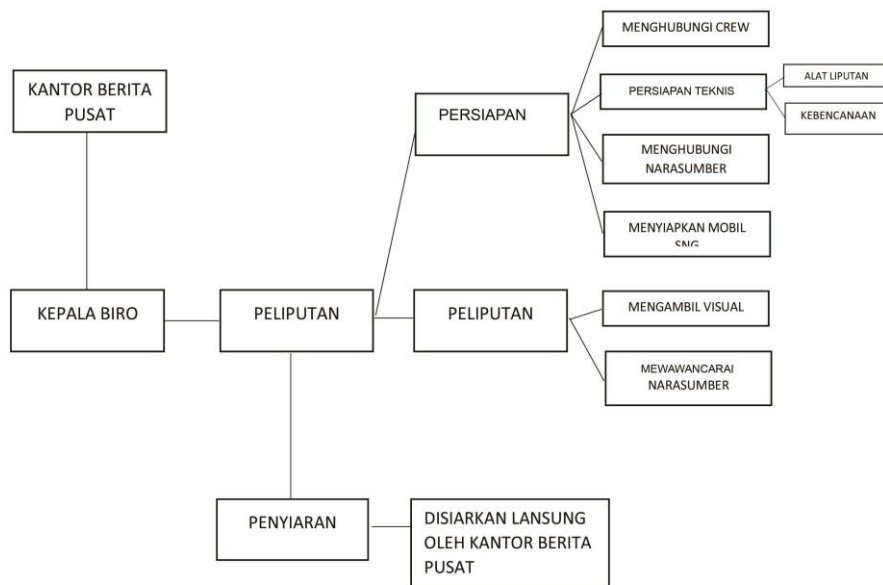 KANTOR BERITA
PUSAT
KEPALA BIRO
PELIPUTAN
PERSIAPAN
MENGHUBUNGI CREW
PERSIAPAN TEKNIS
ALAT LIPUTAN
KEBENCANAAN
MENGHUBUNGI
NARASUMBER
MENYIAPKAN MOBIL
SNG
PELIPUTAN
MENGAMBIL VISUAL
MEWAWANCARAI
NARASUMBER
PENYIARAN
DISIARKAN LANSUNG
OLEH KANTOR BERITA
PUSAT